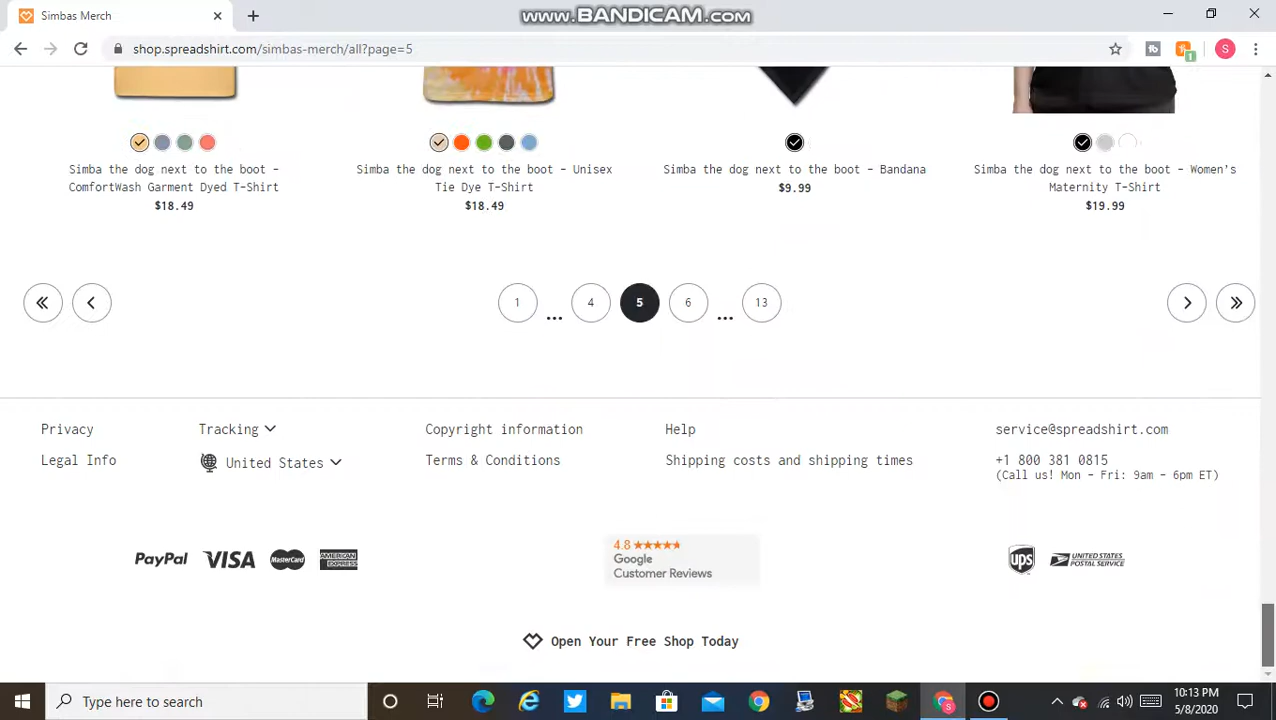 Simbas Merch
www.BANDICAM.com
shop.spreadshirt.com/simbas-merch/all?page=5
S
1
Simba the dog next to the boot - ComfortWash Garment Dyed T-Shirt
$18.49
Simba the dog next to the boot - Unisex Tie Dye T-Shirt
$18.49
Simba the dog next to the boot - Bandana
$9.99
Simba the dog next to the boot - Women's Maternity T-Shirt
$19.99
1 ... 4 5 6 ... 13
Privacy
Legal Info
Tracking
United States
Copyright information
Terms & Conditions
Help
Shipping costs and shipping times
service@spreadshirt.com
+1 800 381 0815
(Call us! Mon - Fri: 9am - 6pm ET)
PayPal VISA MasterCard AMERICAN EXPRESS
4.8
Google
Customer Reviews
ups UNITED STATES POSTAL SERVICE
Open Your Free Shop Today
Type here to search
10:13 PM
5/8/2020